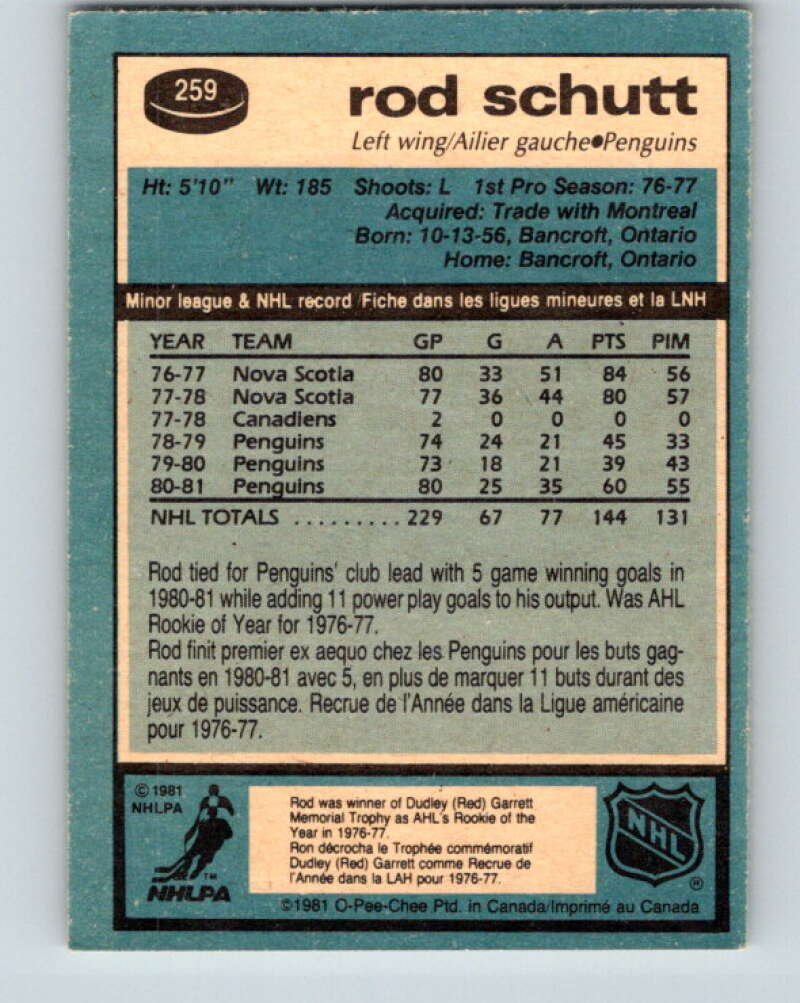 259
rod schutt
Left wing/Ailier gauche●Penguins
Ht: 5'10" Wt: 185 Shoots: L 1st Pro Season: 76-77
Acquired: Trade with Montreal
Born: 10-13-56, Bancroft, Ontario
Home: Bancroft, Ontario
Minor league & NHL record/Fiche dans les ligues mineures et la LNH
YEAR TEAM GP G A PTS PIM
76-77 Nova Scotia 80 33 51 84 56
77-78 Nova Scotia 77 36 44 80 57
77-78 Canadiens 2 0 0 0 0
78-79 Penguins 74 24 21 45 33
79-80 Penguins 73 18 21 39 43
80-81 Penguins 80 25 35 60 55
NHL TOTALS ......... 229 67 77 144 131
Rod tied for Penguins' club lead with 5 game winning goals in
1980-81 while adding 11 power play goals to his output. Was AHL
Rookie of Year for 1976-77.
Rod finit premier ex aequo chez les Penguins pour les buts gag-
nants en 1980-81 avec 5, en plus de marquer 11 buts durant des
jeux de puissance. Recrue de l'Année dans la Ligue américaine
pour 1976-77.
© 1981
NHLPA
TM
NHLPA
Rod was winner of Dudley (Red) Garrett
Memorial Trophy as AHL's Rookie of the
Year in 1976-77.
Ron décrocha le Trophée commémoratif
Dudley (Red) Garrett comme Recrue de
l'Année dans la LAH pour 1976-77.
NHL
®
©1981 O-Pee-Chee Ptd. in Canada/Imprimé au Canada